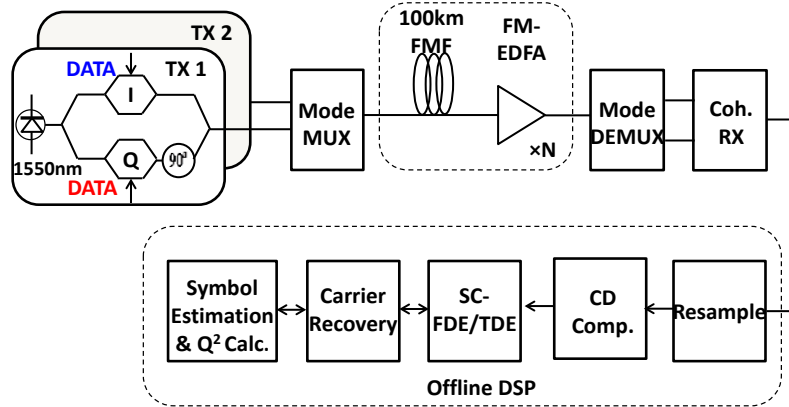 TX 2
TX 1
DATA
I
Q
90°
1550nm
DATA
Mode
MUX
100km
FMF
FM-
EDFA
×N
Mode
DEMUX
Coh.
RX
Symbol
Estimation
& Q² Calc.
Carrier
Recovery
SC-
FDE/TDE
CD
Comp.
Resample
Offline DSP